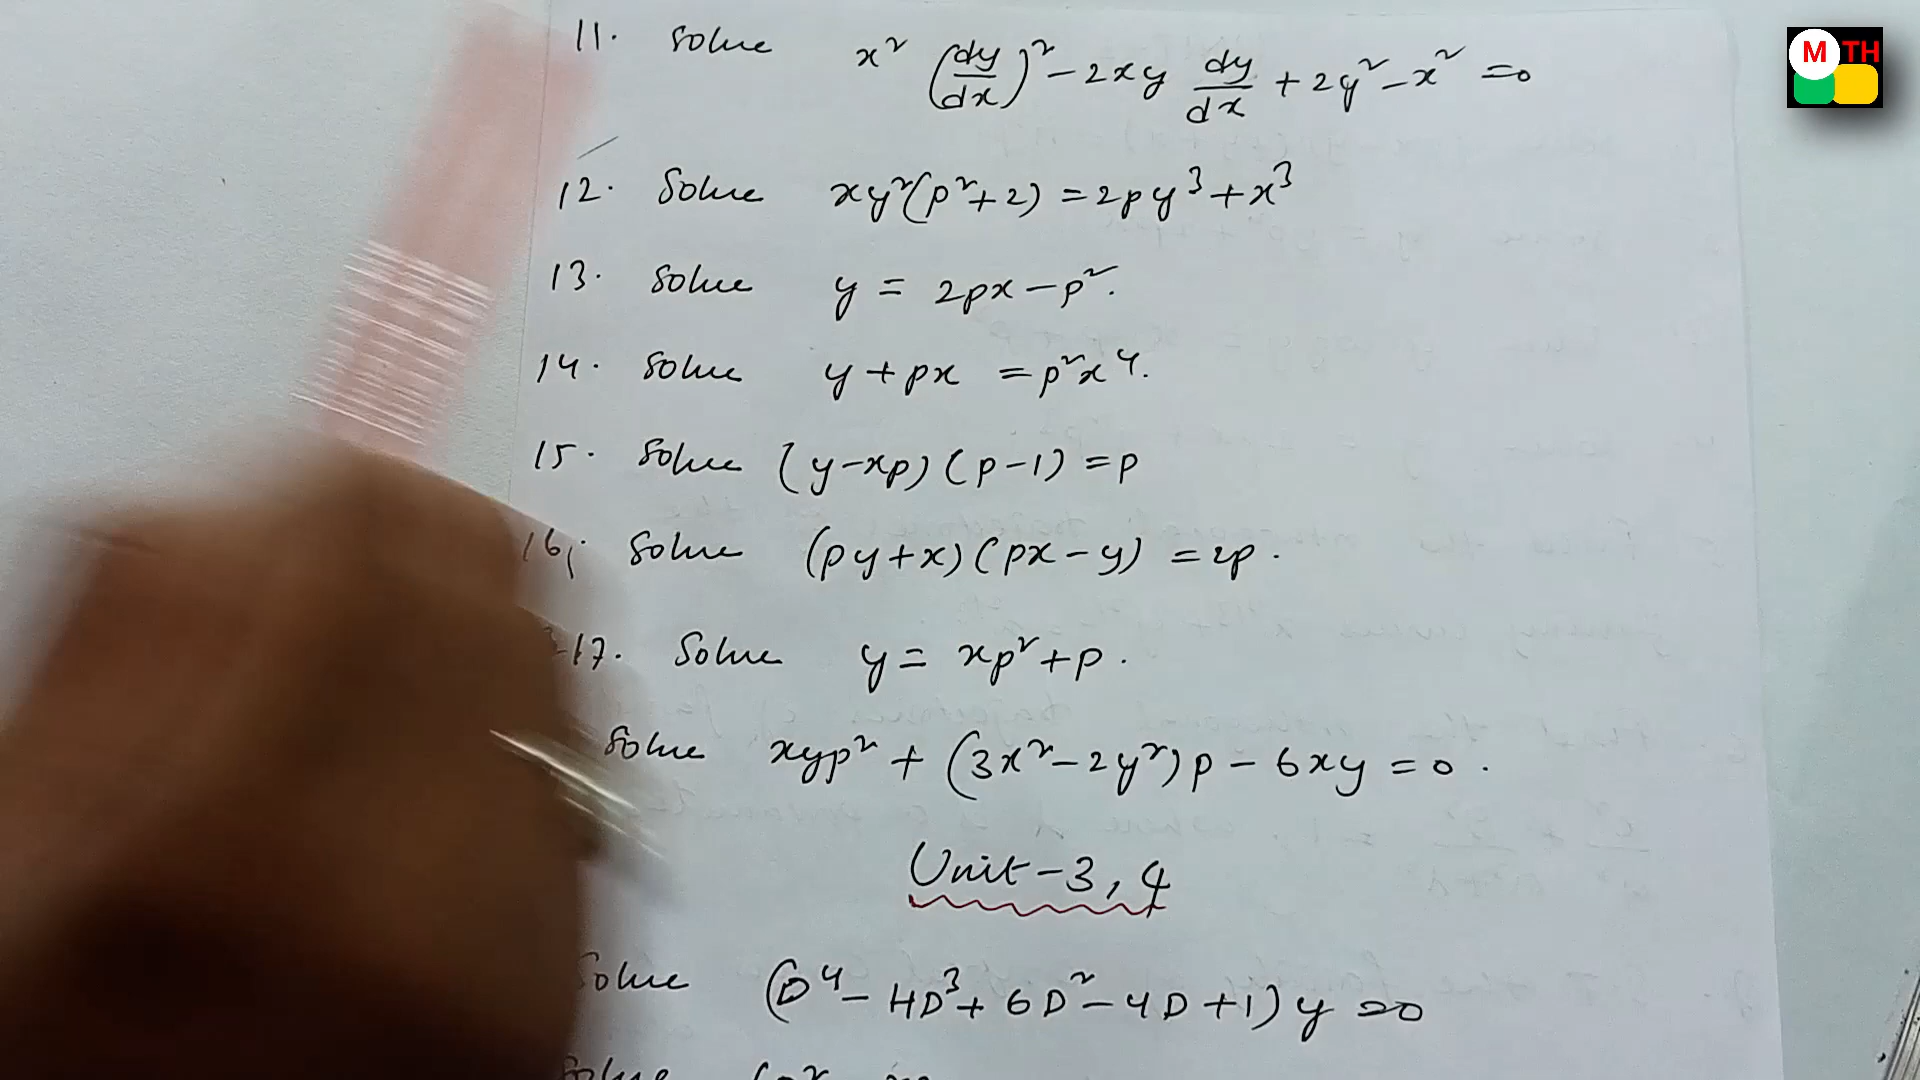 M TH
11. Solve x² (dy/dx)² - 2xy dy/dx + 2y² - x² = 0
12. Solve xy²(p²+2) = 2py³ + x³
13. Solve y = 2px - p².
14. Solve y + px = p²x⁴.
15. Solve (y-xp)(p-1) = p
16. Solve (py+x)(px-y) = 2p.
17. Solve y = xp² + p.
Solve xyp² + (3x²-2y²)p - 6xy = 0.
Unit-3,4
Solve (D⁴ - 4D³ + 6D² - 4D + 1)y = 0
Solve